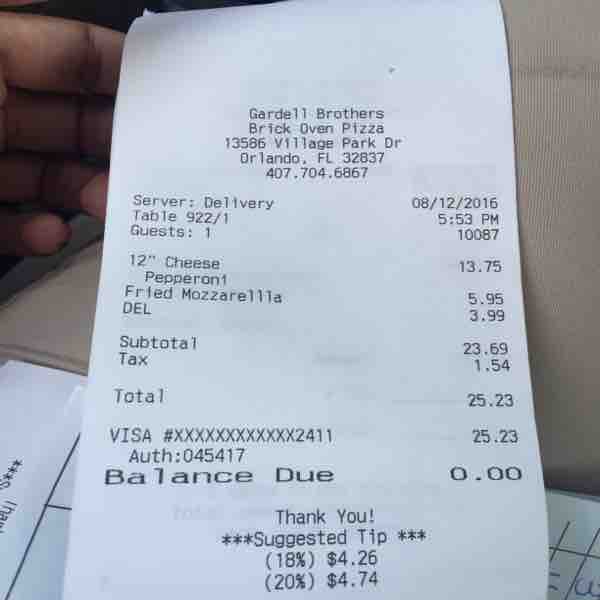 Gardell Brothers
Brick Oven Pizza
13586 Village Park Dr
Orlando, FL 32837
407.704.6867
Server: Delivery 08/12/2016
Table 922/1 5:53 PM
Guests: 1 10087
12" Cheese 13.75
Pepperoni
Fried Mozzarellla 5.95
DEL 3.99
Subtotal 23.69
Tax 1.54
Total 25.23
VISA #XXXXXXXXXXXX2411 25.23
Auth:045417
Balance Due 0.00
Thank You!
***Suggested Tip ***
(18%) $4.26
(20%) $4.74